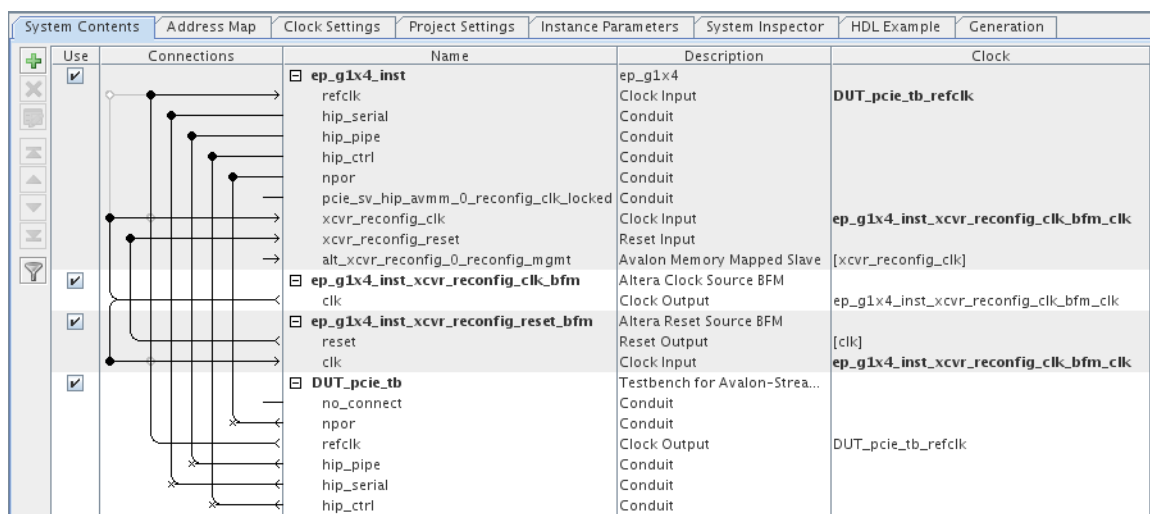 System Contents Address Map Clock Settings Project Settings Instance Parameters System Inspector HDL Example Generation
Use Connections Name Description Clock
ep_g1x4_inst ep_g1x4
refclk Clock Input DUT_pcie_tb_refclk
hip_serial Conduit
hip_pipe Conduit
hip_ctrl Conduit
npor Conduit
pcie_sv_hip_avmm_0_reconfig_clk_locked Conduit
xcvr_reconfig_clk Clock Input ep_g1x4_inst_xcvr_reconfig_clk_bfm_clk
xcvr_reconfig_reset Reset Input
alt_xcvr_reconfig_0_reconfig_mgmt Avalon Memory Mapped Slave [xcvr_reconfig_clk]
ep_g1x4_inst_xcvr_reconfig_clk_bfm Altera Clock Source BFM
clk Clock Output ep_g1x4_inst_xcvr_reconfig_clk_bfm_clk
ep_g1x4_inst_xcvr_reconfig_reset_bfm Altera Reset Source BFM
reset Reset Output [clk]
clk Clock Input ep_g1x4_inst_xcvr_reconfig_clk_bfm_clk
DUT_pcie_tb Testbench for Avalon-Strea...
no_connect Conduit
npor Conduit
refclk Clock Output DUT_pcie_tb_refclk
hip_pipe Conduit
hip_serial Conduit
hip_ctrl Conduit